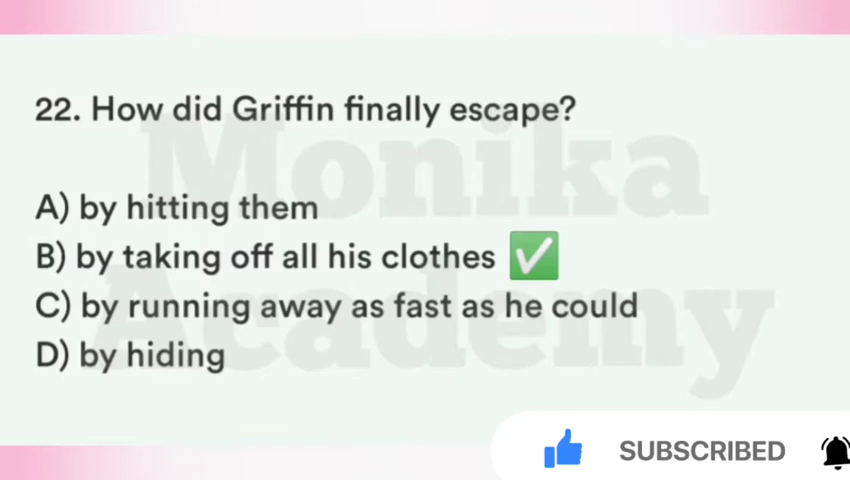 22. How did Griffin finally escape?
A) by hitting them
B) by taking off all his clothes ✅
C) by running away as fast as he could
D) by hiding
Monika
Academy
SUBSCRIBED